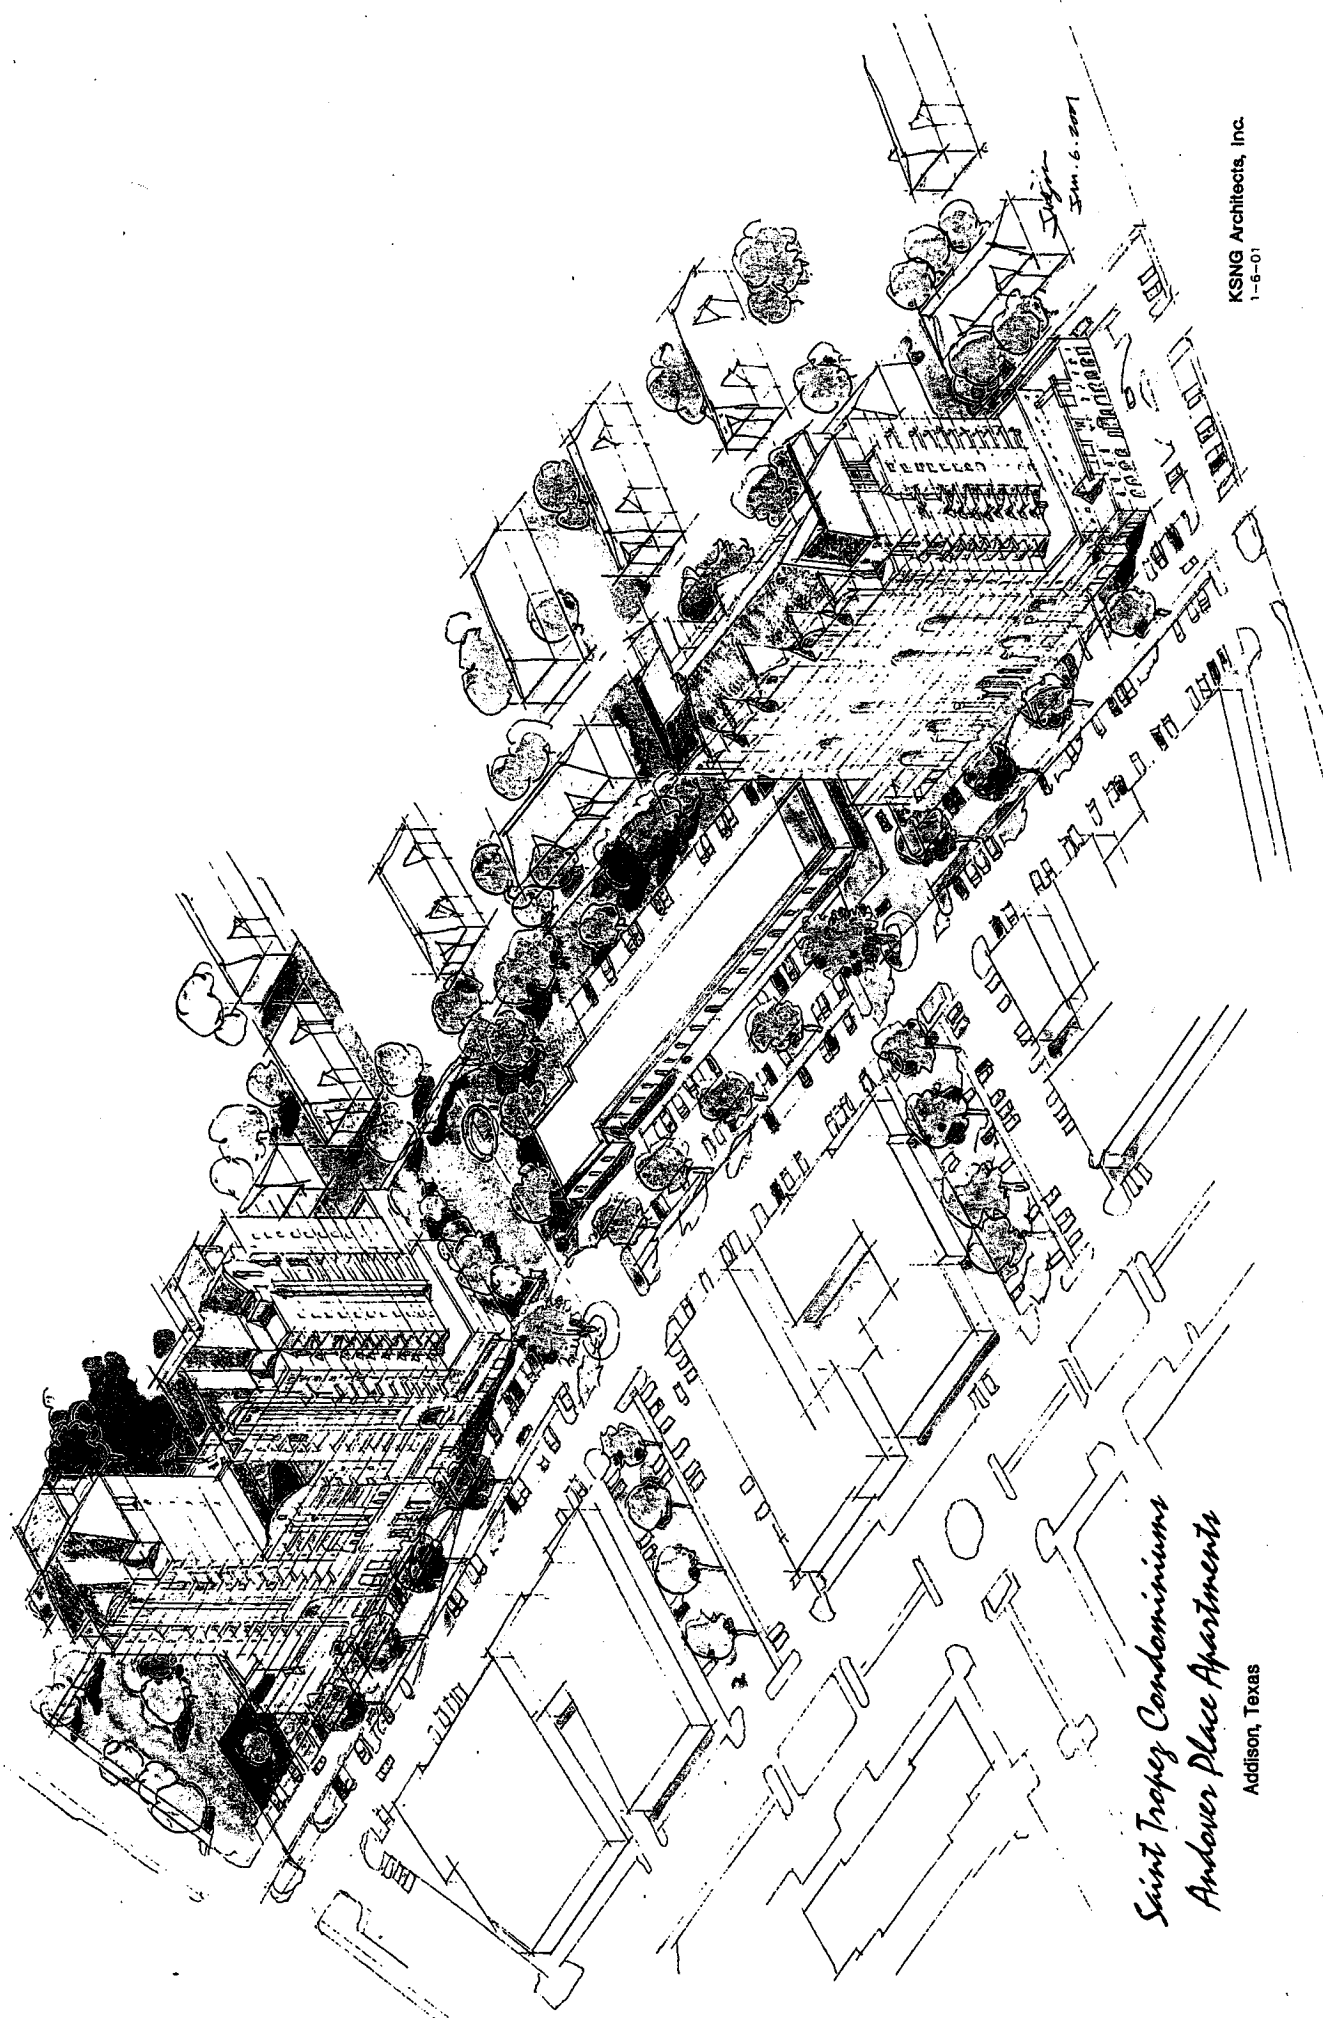 Saint Tropez Condominiums
Andover Place Apartments
Addison, Texas
Jan. 6. 2001
KSNG Architects, Inc.
1-6-01